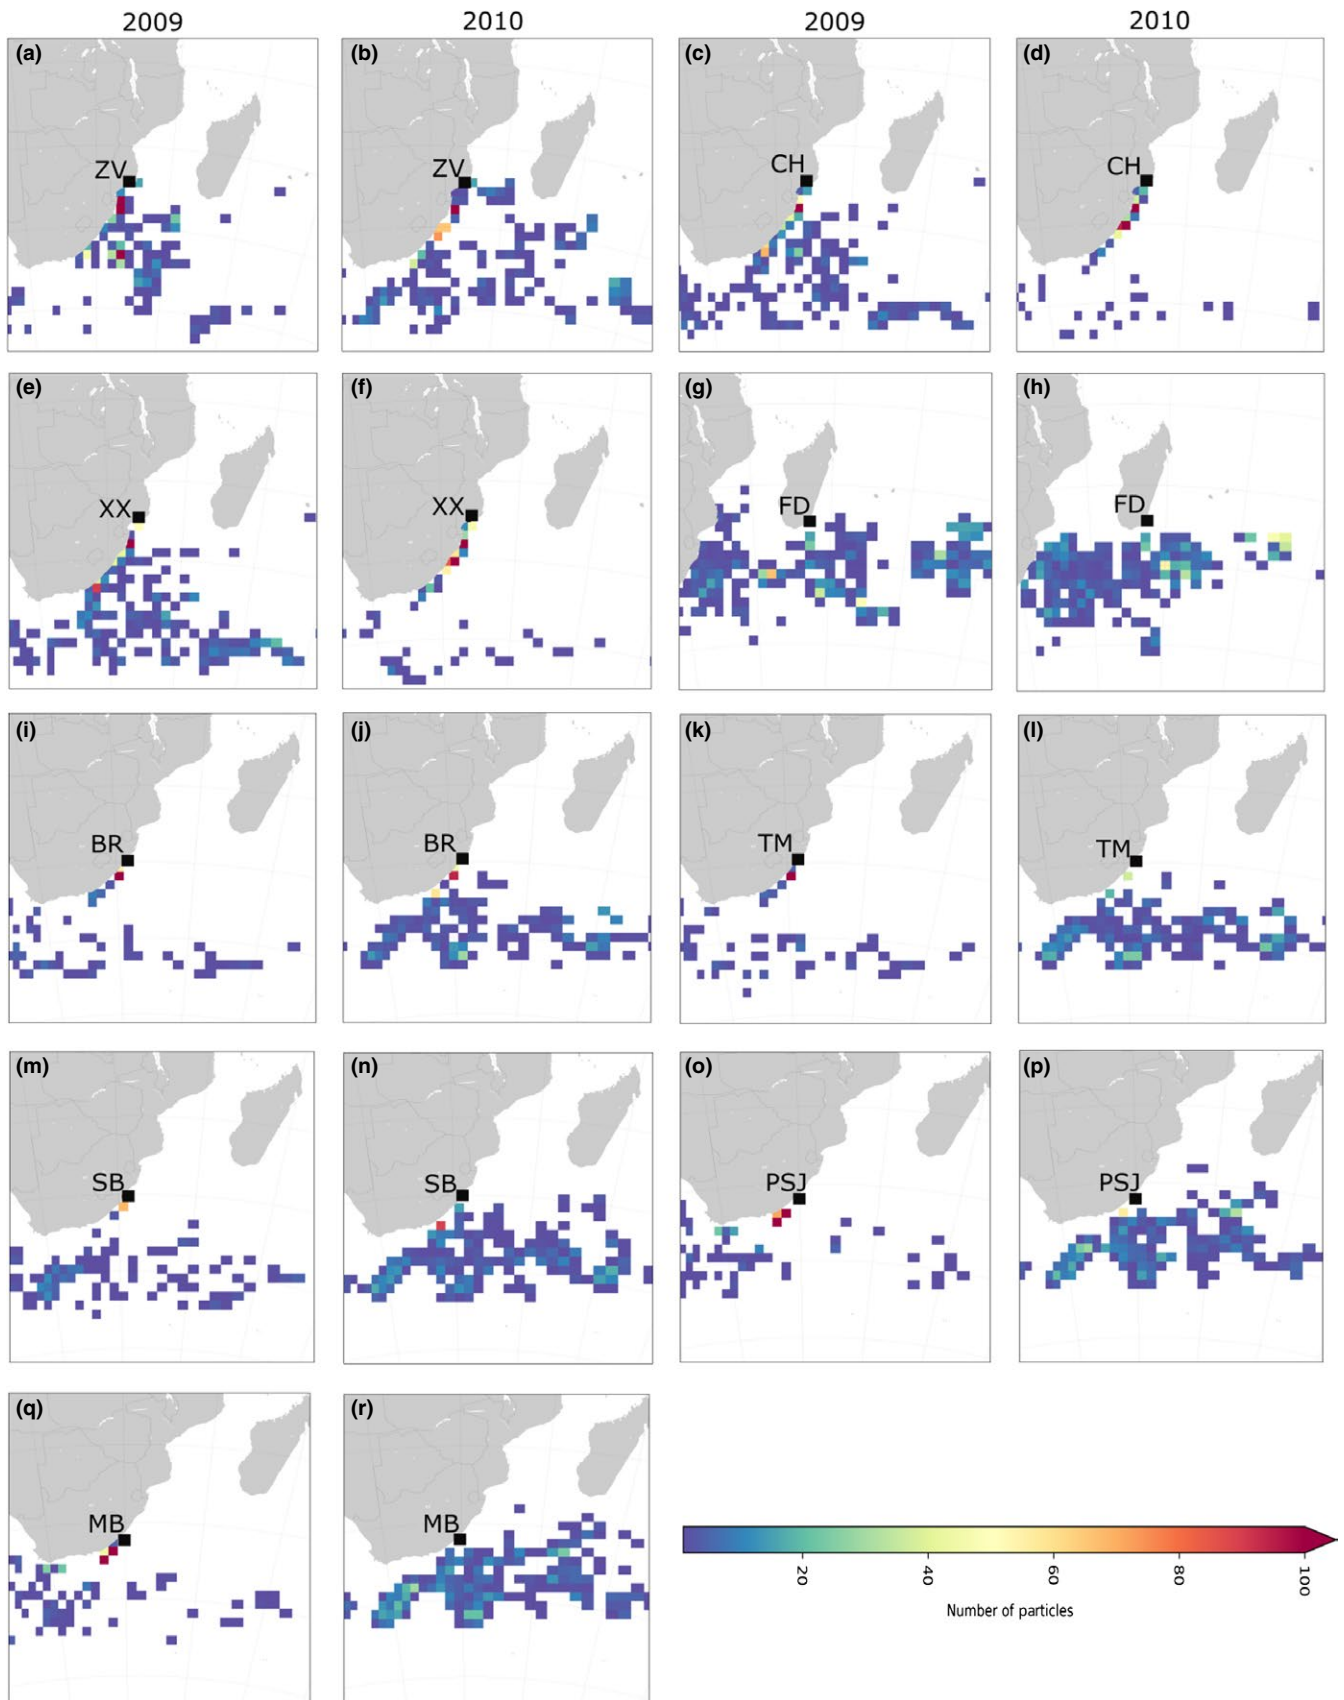 2009 2010 2009 2010
(a) (b) (c) (d)
ZV ZV CH CH
(e) (f) (g) (h)
XX XX FD FD
(i) (j) (k) (l)
BR BR TM TM
(m) (n) (o) (p)
SB SB PSJ PSJ
(q) (r)
MB MB
20 40 60 80 100
Number of particles